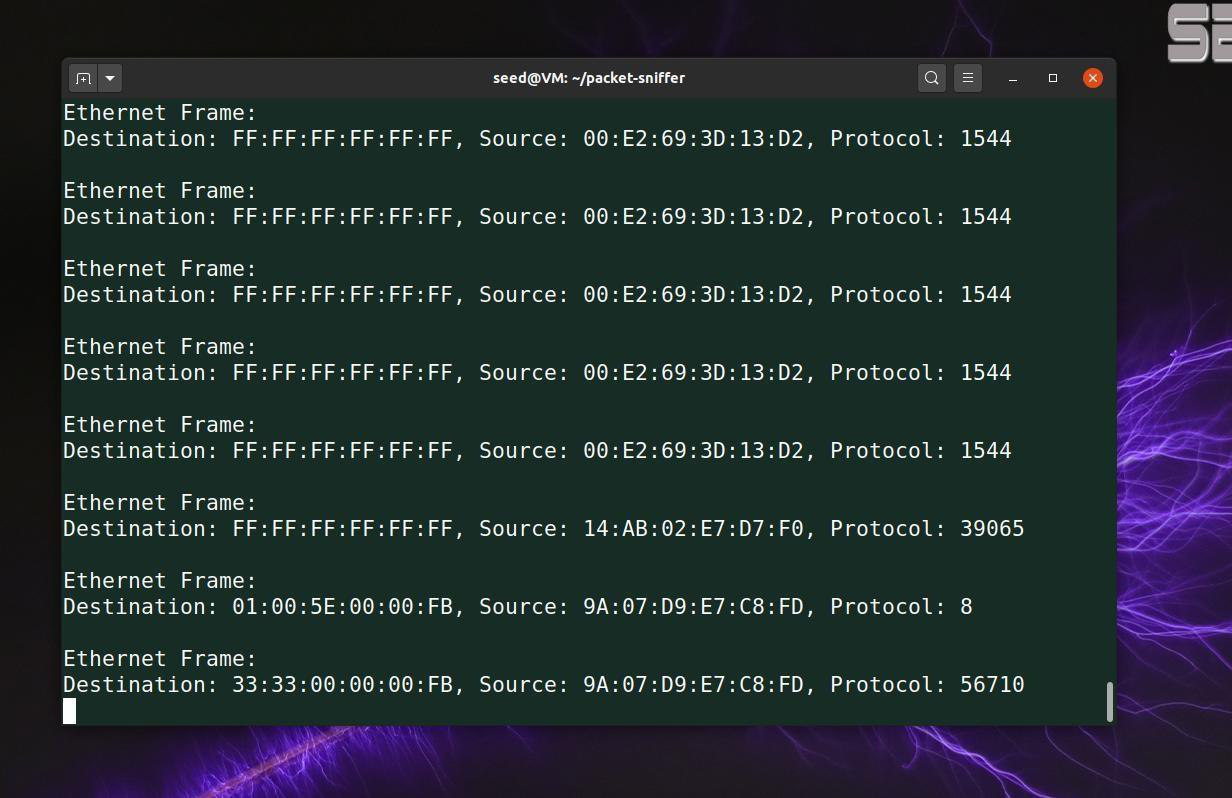 seed@VM: ~/packet-sniffer
Ethernet Frame:
Destination: FF:FF:FF:FF:FF:FF, Source: 00:E2:69:3D:13:D2, Protocol: 1544
Ethernet Frame:
Destination: FF:FF:FF:FF:FF:FF, Source: 00:E2:69:3D:13:D2, Protocol: 1544
Ethernet Frame:
Destination: FF:FF:FF:FF:FF:FF, Source: 00:E2:69:3D:13:D2, Protocol: 1544
Ethernet Frame:
Destination: FF:FF:FF:FF:FF:FF, Source: 00:E2:69:3D:13:D2, Protocol: 1544
Ethernet Frame:
Destination: FF:FF:FF:FF:FF:FF, Source: 00:E2:69:3D:13:D2, Protocol: 1544
Ethernet Frame:
Destination: FF:FF:FF:FF:FF:FF, Source: 14:AB:02:E7:D7:F0, Protocol: 39065
Ethernet Frame:
Destination: 01:00:5E:00:00:FB, Source: 9A:07:D9:E7:C8:FD, Protocol: 8
Ethernet Frame:
Destination: 33:33:00:00:00:FB, Source: 9A:07:D9:E7:C8:FD, Protocol: 56710